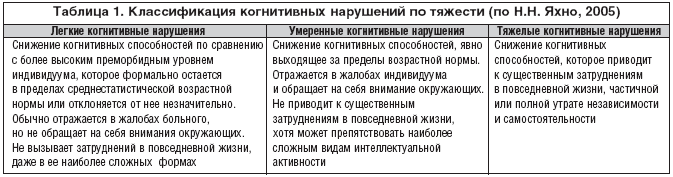 Таблица 1. Классификация когнитивных нарушений по тяжести (по Н.Н. Яхно, 2005)
Легкие когнитивные нарушения
Снижение когнитивных способностей по сравнению
с более высоким преморбидным уровнем
индивидуума, которое формально остается
в пределах среднестатистической возрастной
нормы или отклоняется от нее незначительно.
Обычно отражается в жалобах больного,
но не обращает на себя внимания окружающих.
Не вызывает затруднений в повседневной жизни,
даже в ее наиболее сложных формах
Умеренные когнитивные нарушения
Снижение когнитивных способностей, явно
выходящее за пределы возрастной нормы.
Отражается в жалобах индивидуума
и обращает на себя внимание окружающих.
Не приводит к существенным
затруднениям в повседневной жизни,
хотя может препятствовать наиболее
сложным видам интеллектуальной
активности
Тяжелые когнитивные нарушения
Снижение когнитивных
способностей, которое приводит
к существенным затруднениям
в повседневной жизни, частичной
или полной утрате независимости
и самостоятельности